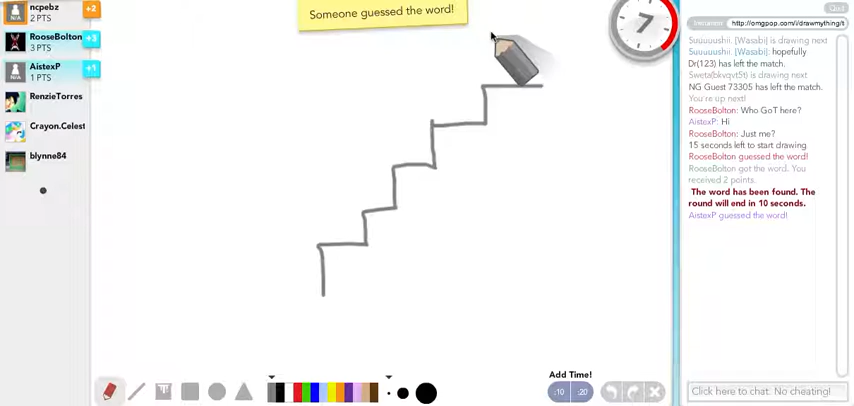 ncpebz
2 PTS
+2
RooseBolton
3 PTS
+3
AistexP
1 PTS
+1
RenzieTorres
Crayon.Celest
blynne84
N/A
N/A
Someone guessed the word!
7
Quit
http://omgpop.com/i/drawmything/t
Suuuuushii. [Wasabi] is drawing next
Suuuuushii. [Wasabi]: hopefully
Dr(123) has left the match.
Sweta(bkvqvt5t) is drawing next
NG Guest 73305 has left the match.
You're up next!
RooseBolton: Who GoT here?
AistexP: Hi
RooseBolton: Just me?
15 seconds left to start drawing
RooseBolton guessed the word!
RooseBolton got the word. You
received 2 points.
The word has been found. The
round will end in 10 seconds.
AistexP guessed the word!
Add Time!
:10
:20
Click here to chat. No cheating!